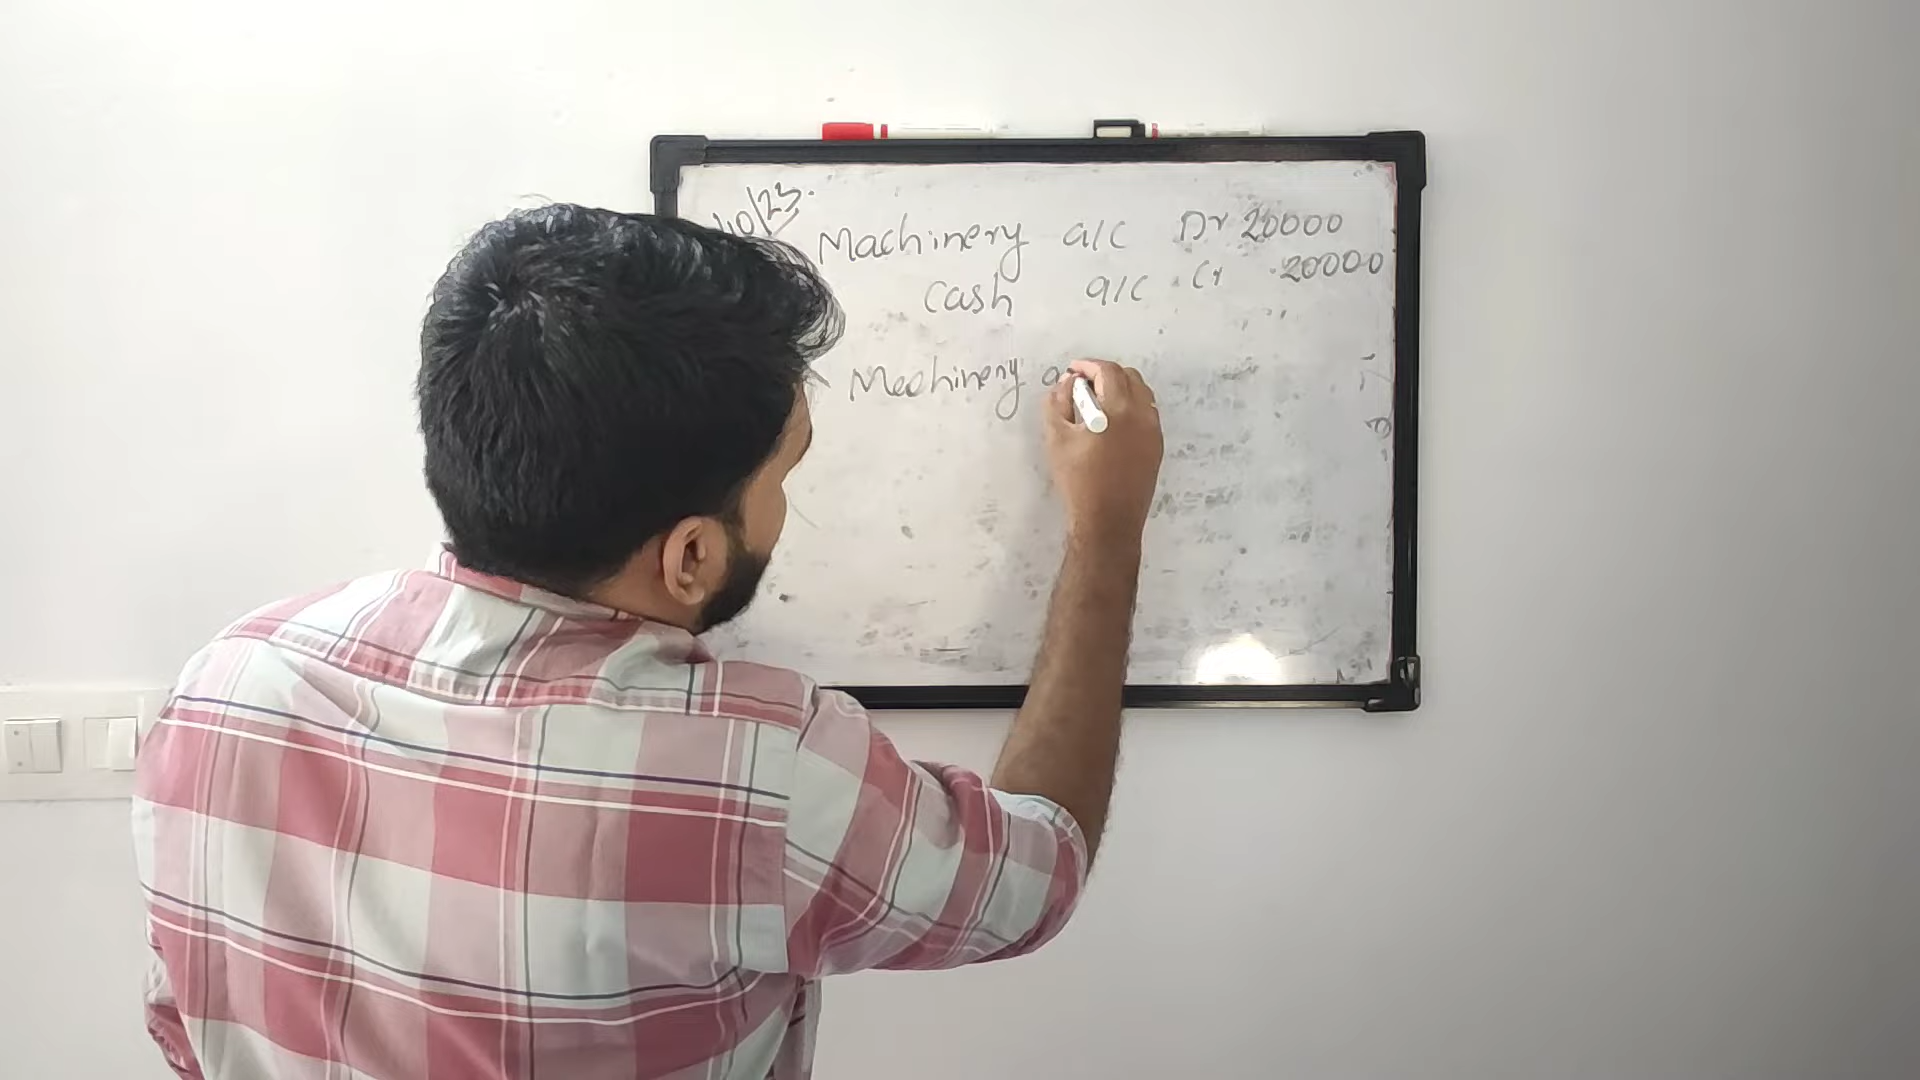 10/23
Machinery a/c Dr 20000
Cash a/c Cr 20000
Mechinery a